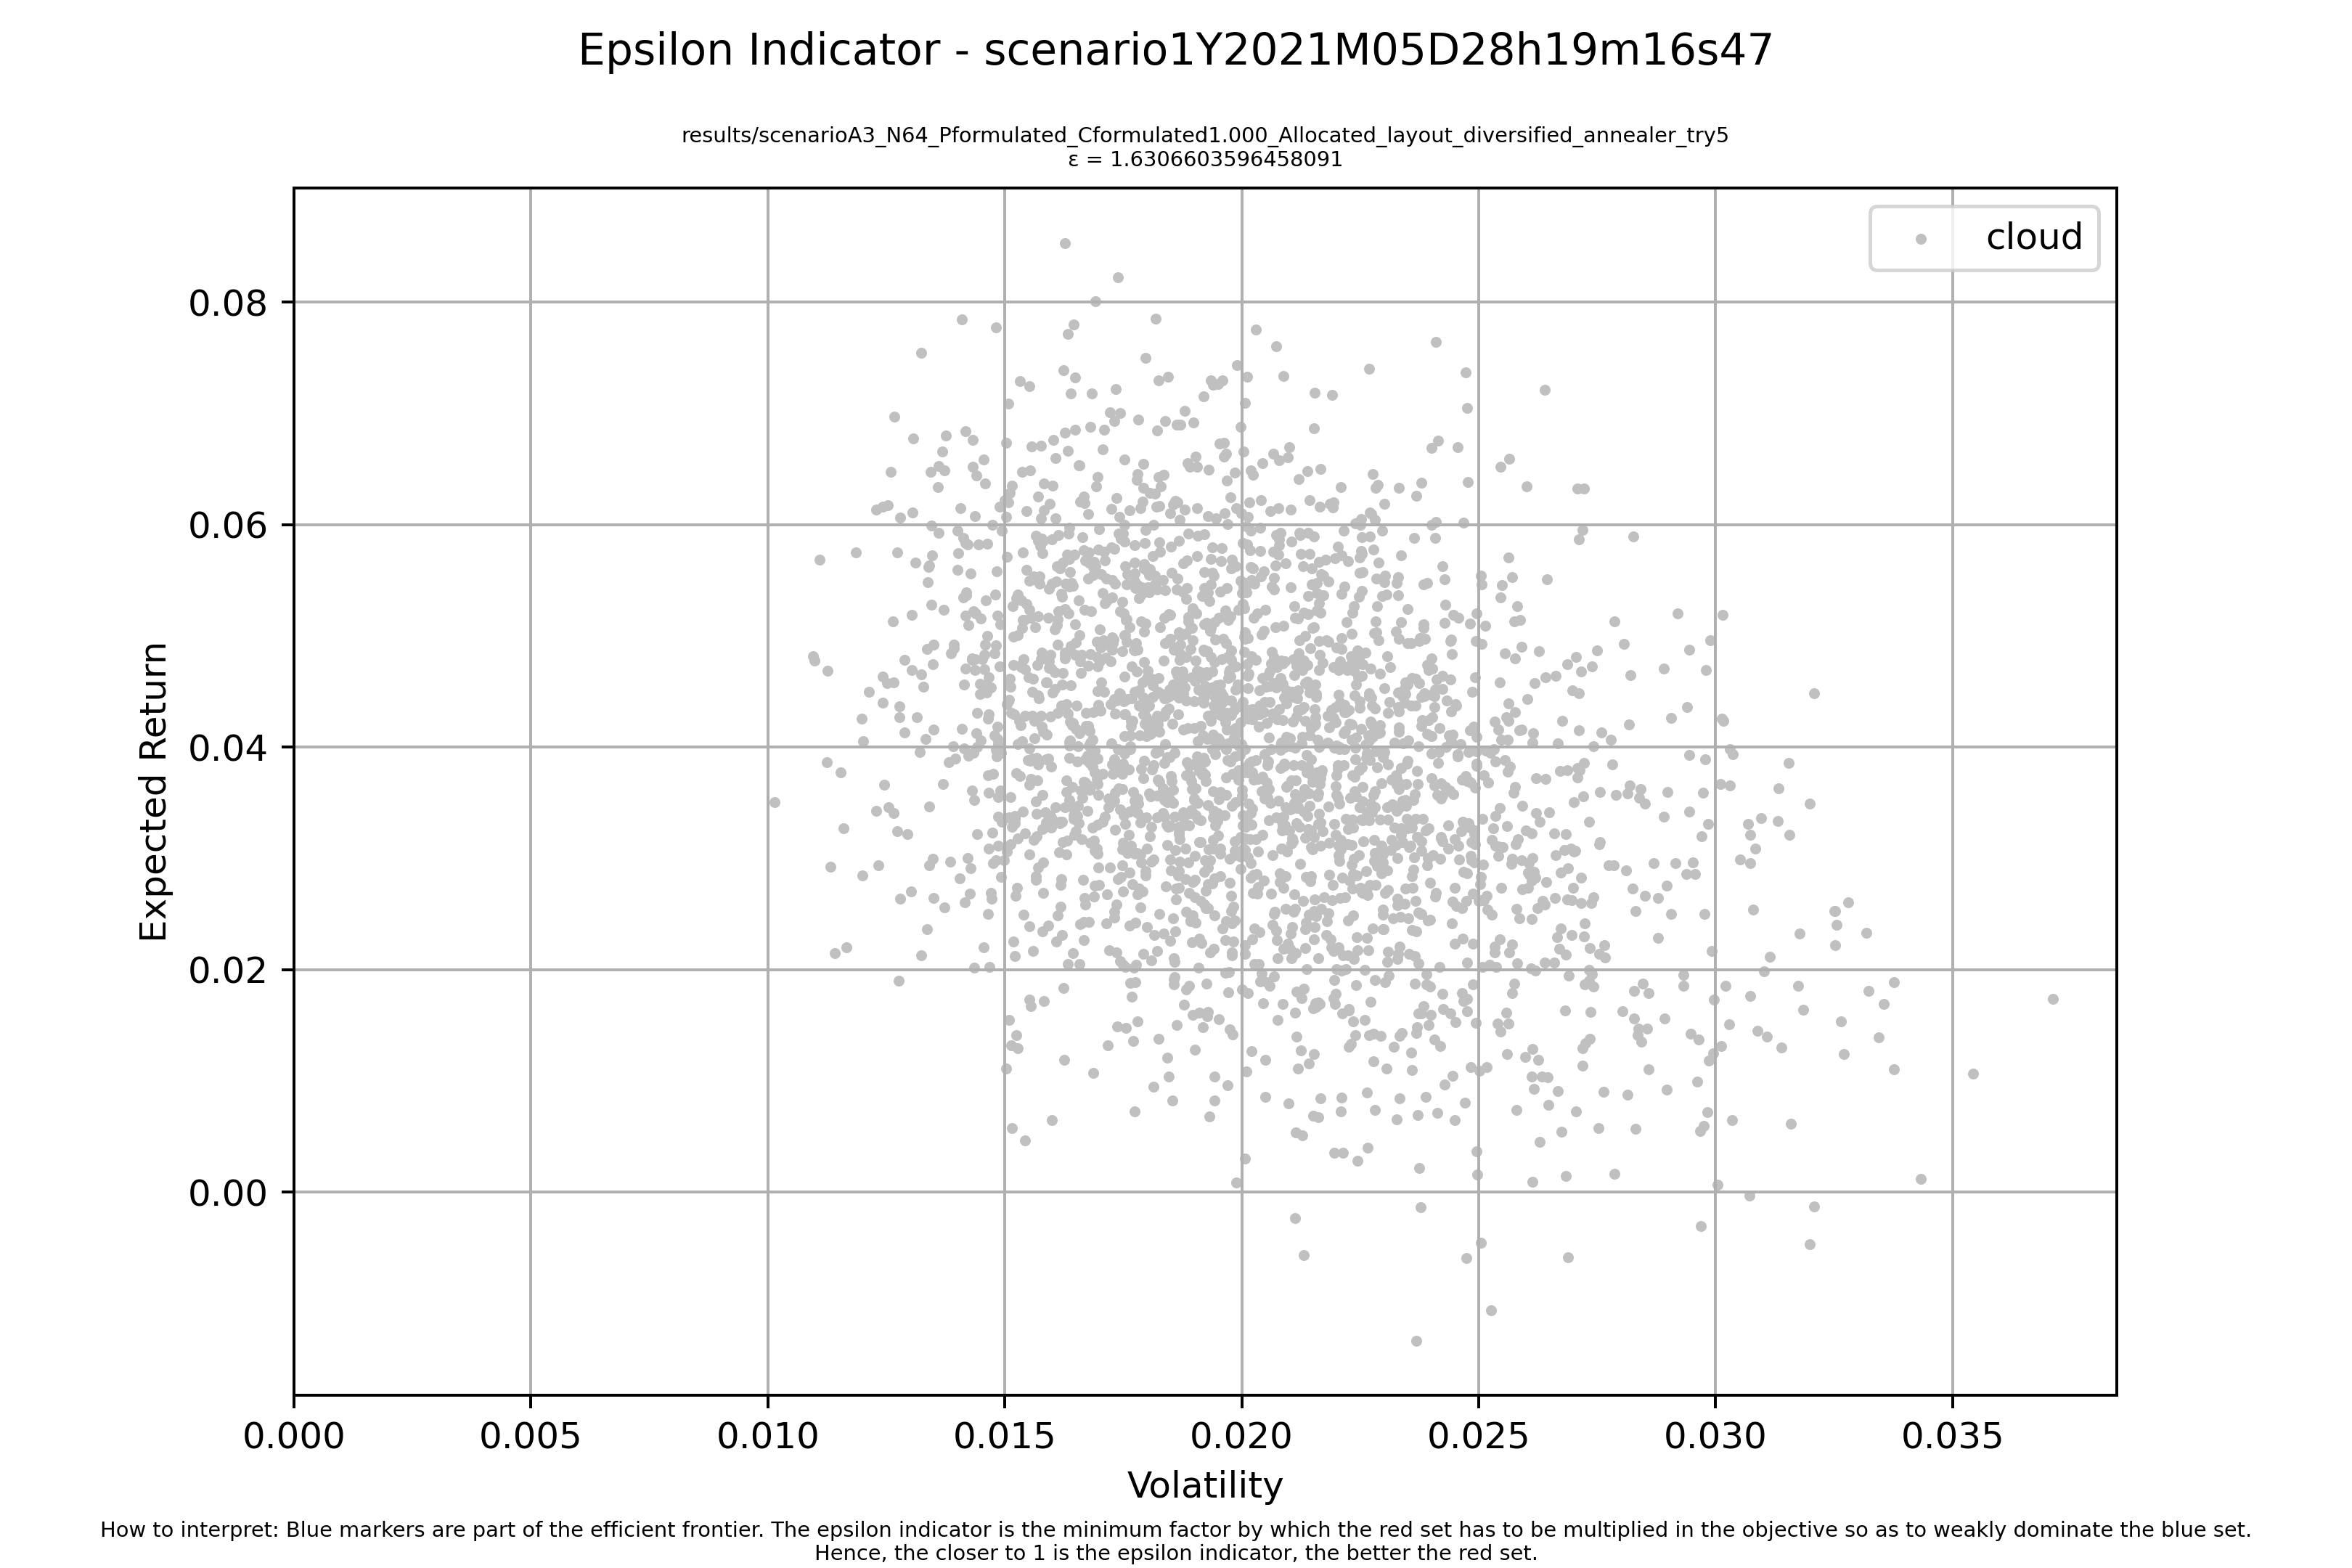 Epsilon Indicator - scenario1Y2021M05D28h19m16s47
results/scenarioA3_N64_Pformulated_Cformulated1.000_Allocated_layout_diversified_annealer_try5
ε = 1.6306603596458091
cloud
0.08
0.06
0.04
0.02
0.00
Expected Return
0.000 0.005 0.010 0.015 0.020 0.025 0.030 0.035
Volatility
How to interpret: Blue markers are part of the efficient frontier. The epsilon indicator is the minimum factor by which the red set has to be multiplied in the objective so as to weakly dominate the blue set.
Hence, the closer to 1 is the epsilon indicator, the better the red set.